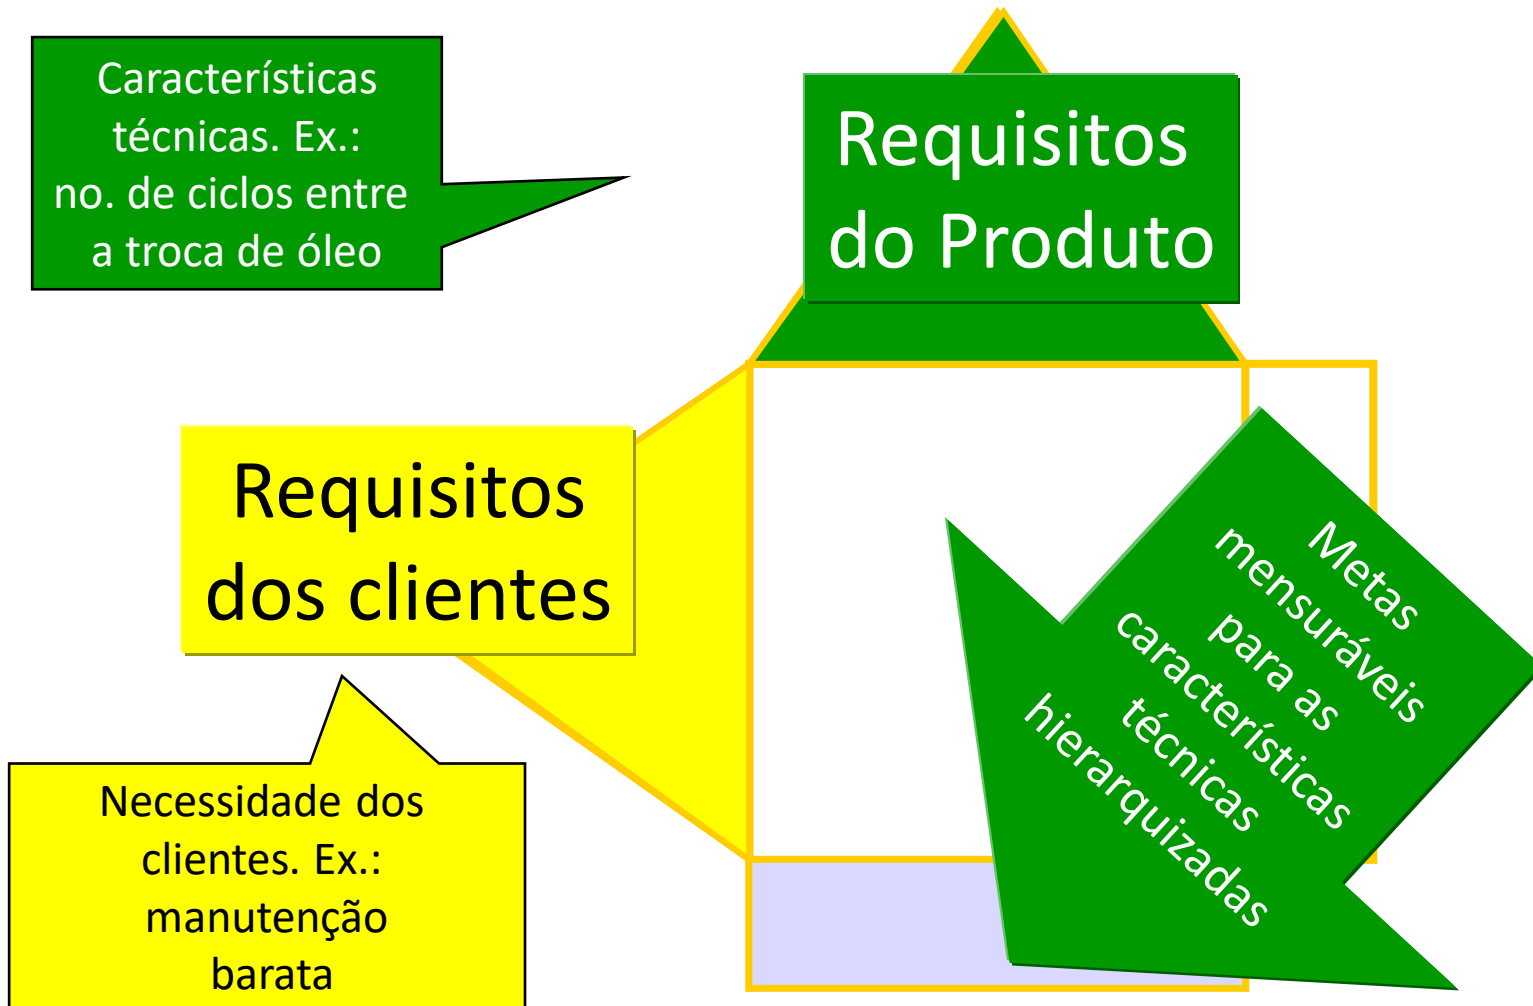 Características
técnicas. Ex.:
no. de ciclos entre
a troca de óleo
Requisitos
do Produto
Requisitos
dos clientes
Metas
mensuráveis
para as
características
técnicas
hierarquizadas
Necessidade dos
clientes. Ex.:
manutenção
barata